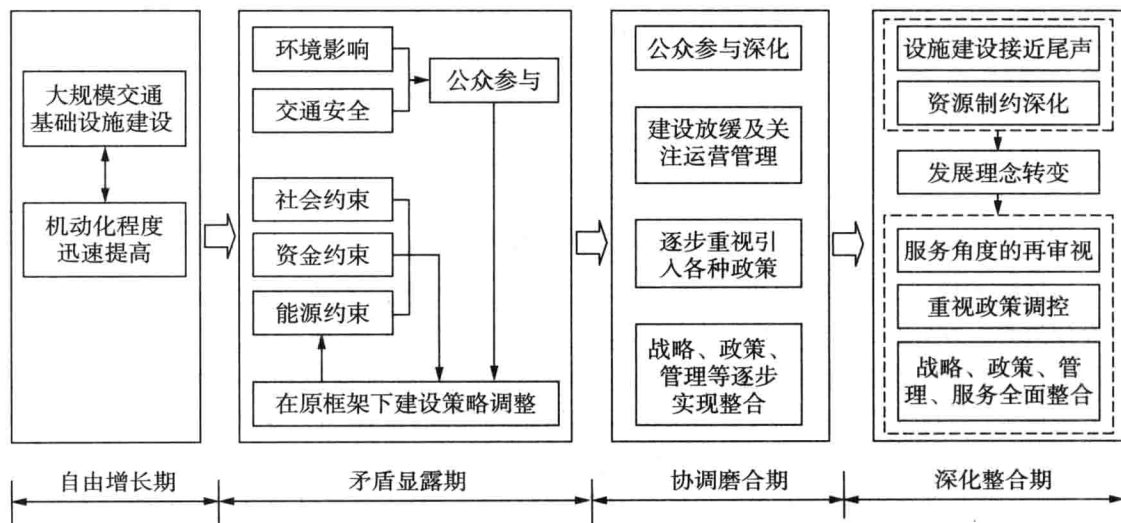 大规模交通
基础设施建设
机动化程度
迅速提高
环境影响
交通安全
公众参与
社会约束
资金约束
能源约束
在原框架下建设策略调整
公众参与深化
建设放缓及关
注运营管理
逐步重视引
入各种政策
战略、政策、
管理等逐步
实现整合
设施建设接近尾声
资源制约深化
发展理念转变
服务角度的再审视
重视政策调控
战略、政策、管
理、服务全面整合
自由增长期
矛盾显露期
协调磨合期
深化整合期